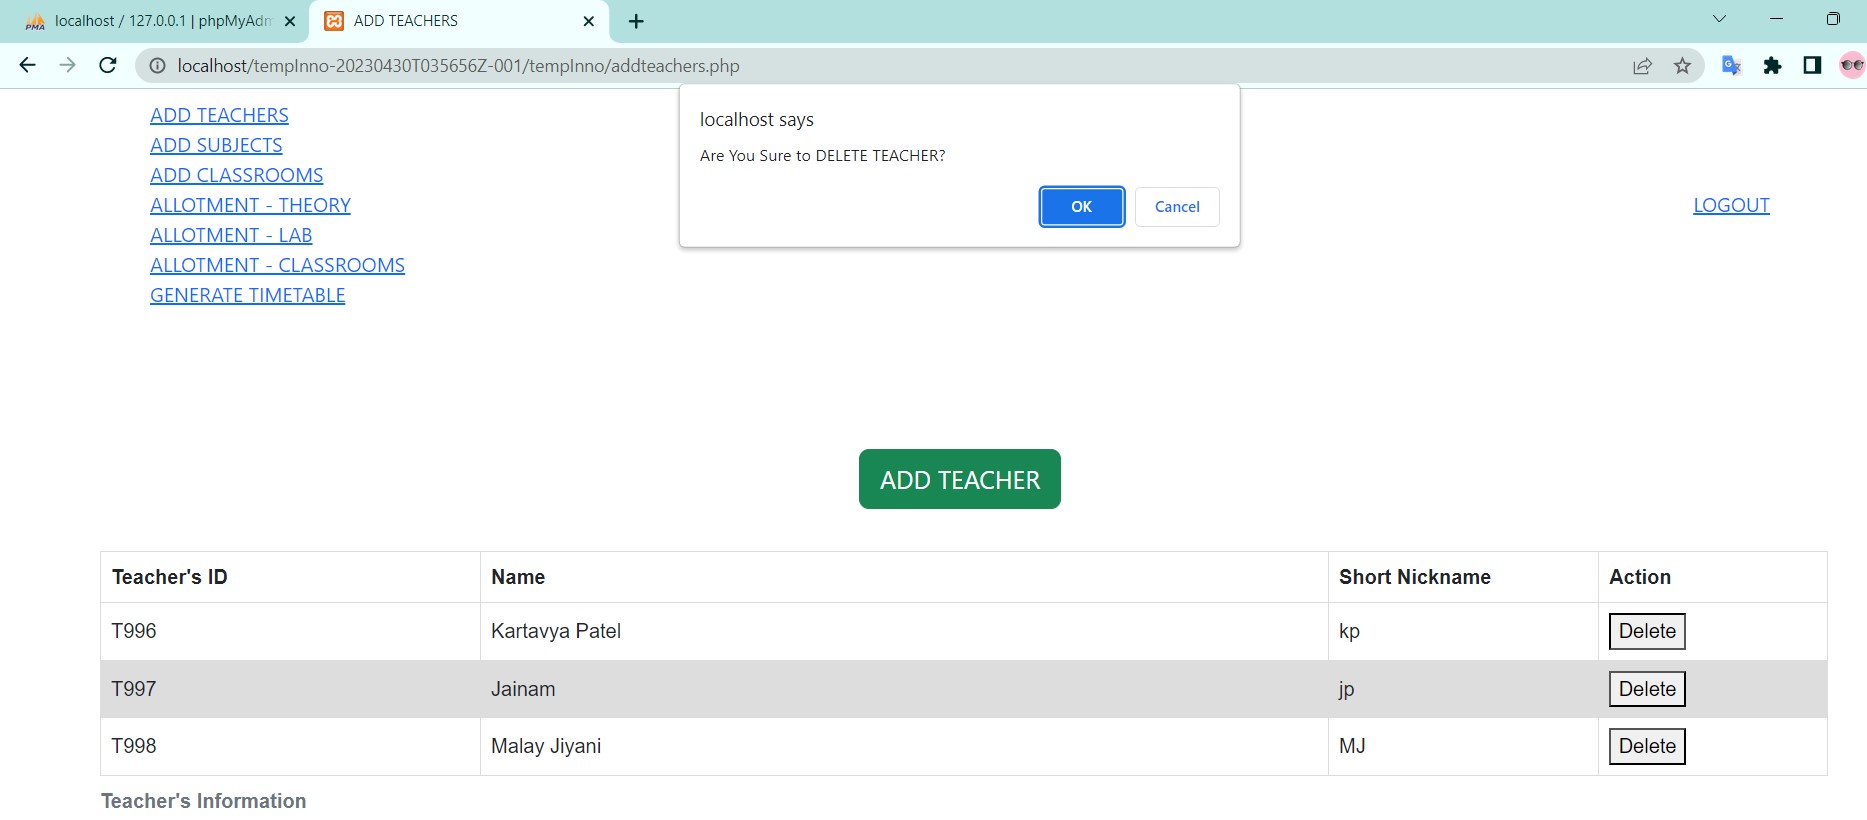 localhost / 127.0.0.1 | phpMyAdm
ADD TEACHERS
localhost/tempInno-20230430T035656Z-001/tempInno/addteachers.php
localhost says
Are You Sure to DELETE TEACHER?
OK Cancel
ADD TEACHERS
ADD SUBJECTS
ADD CLASSROOMS
ALLOTMENT - THEORY
ALLOTMENT - LAB
ALLOTMENT - CLASSROOMS
GENERATE TIMETABLE
LOGOUT
ADD TEACHER
Teacher's ID Name Short Nickname Action
T996 Kartavya Patel kp Delete
T997 Jainam jp Delete
T998 Malay Jiyani MJ Delete
Teacher's Information